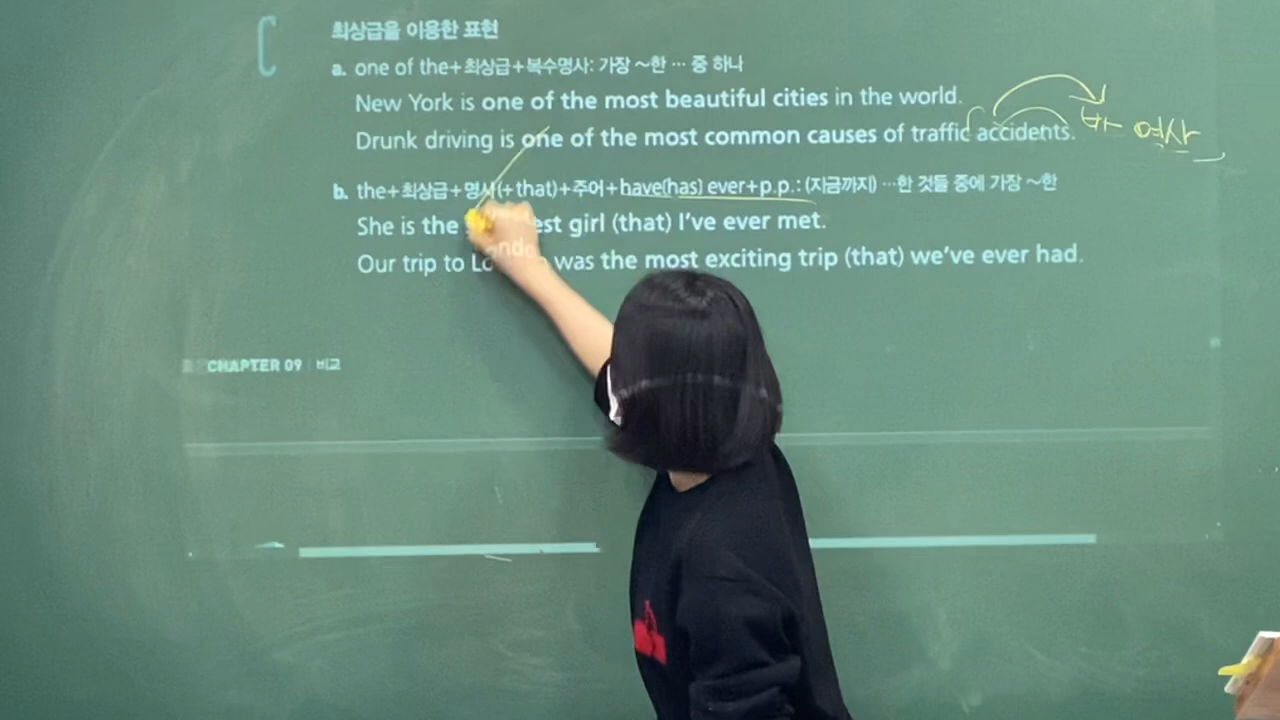 C 최상급을 이용한 표현
a. one of the+최상급+복수명사: 가장 ~한 … 중 하나
New York is one of the most beautiful cities in the world.
Drunk driving is one of the most common causes of traffic accidents.
b. the+최상급+명사(+that)+주어+have(has) ever+p.p.: (지금까지) …한 것들 중에 가장 ~한
She is the est girl (that) I've ever met.
Our trip to London was the most exciting trip (that) we've ever had.
CHAPTER 09 비교